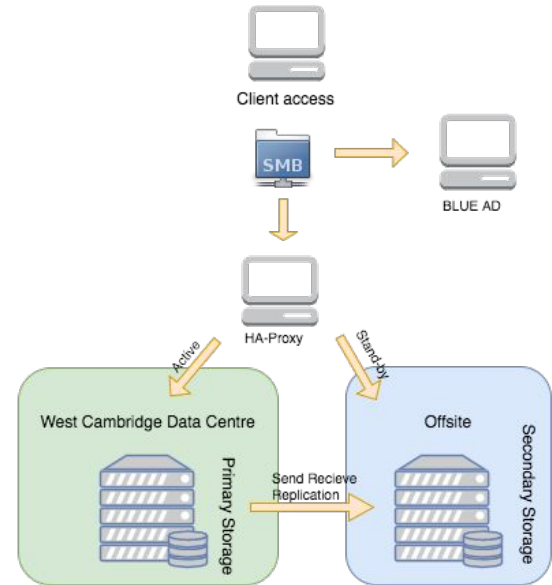 Client access
SMB
BLUE AD
HA-Proxy
Active
Stand-by
West Cambridge Data Centre
Primary Storage
Send Recieve
Replication
Offsite
Secondary Storage